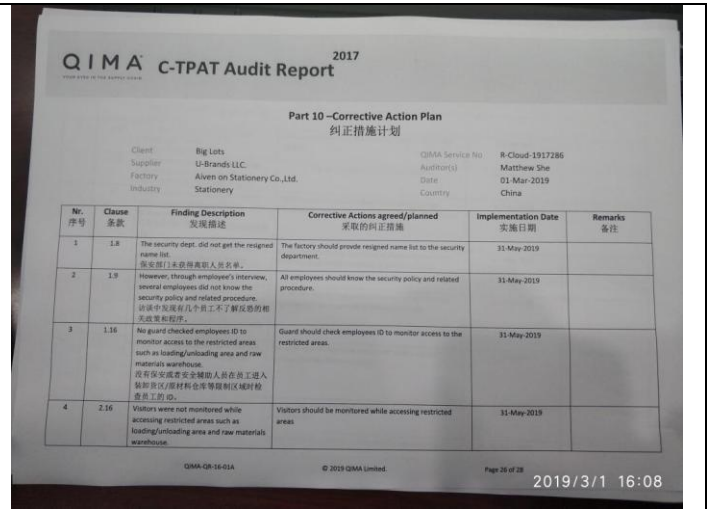 QIMA
YOUR EYES IN THE SUPPLY CHAIN
C-TPAT Audit Report 2017
Part 10 –Corrective Action Plan
纠正措施计划
Client Big Lots
Supplier U-Brands LLC.
Factory Aiven on Stationery Co.,Ltd.
Industry Stationery
QIMA Service No R-Cloud-1917286
Auditor(s) Matthew She
Date 01-Mar-2019
Country China
Nr. Clause Finding Description Corrective Actions agreed/planned Implementation Date Remarks
序号 条款 发现描述 采取的纠正措施 实施日期 备注
1 1.8 The security dept. did not get the resigned
name list.
保安部门未获得离职人员名单。
The factory should provde resigned name list to the security
department.
31-May-2019
2 1.9 However, through employee's interview,
several employees did not know the
security policy and related procedure.
访谈中发现有几个员工不了解反恐的相
关政策和程序。
All employees should know the security policy and related
procedure.
31-May-2019
3 1.16 No guard checked employees ID to
monitor access to the restricted areas
such as loading/unloading area and raw
materials warehouse.
没有保安或者安全辅助人员在员工进入
装卸货区/原材料仓库等限制区域时检
查员工的 ID。
Guard should check employees ID to monitor access to the
restricted areas.
31-May-2019
4 2.16 Visitors were not monitored while
accessing restricted areas such as
loading/unloading area and raw materials
warehouse.
Visitors should be monitored while accessing restricted
areas
31-May-2019
QIMA-QR-16-01A © 2019 QIMA Limited. Page 26 of 28
2019/3/1 16:08